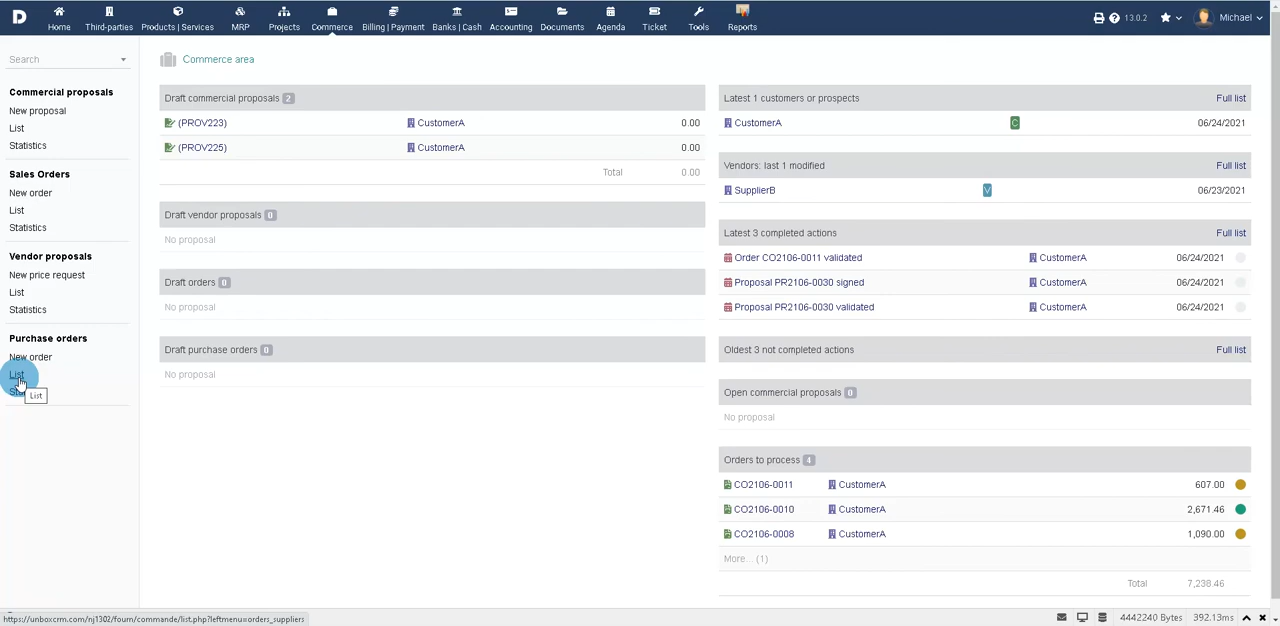 D
Home
Third-parties
Products | Services
MRP
Projects
Commerce
Billing | Payment
Banks | Cash
Accounting
Documents
Agenda
Ticket
Tools
Reports
13.0.2
Michael
Search
Commercial proposals
New proposal
List
Statistics
Sales Orders
New order
List
Statistics
Vendor proposals
New price request
List
Statistics
Purchase orders
New order
List
List
Commerce area
Draft commercial proposals 2
(PROV223) CustomerA 0.00
(PROV225) CustomerA 0.00
Total 0.00
Draft vendor proposals 0
No proposal
Draft orders 0
No proposal
Draft purchase orders 0
No proposal
Latest 1 customers or prospects Full list
CustomerA C 06/24/2021
Vendors: last 1 modified Full list
SupplierB V 06/23/2021
Latest 3 completed actions Full list
Order CO2106-0011 validated CustomerA 06/24/2021
Proposal PR2106-0030 signed CustomerA 06/24/2021
Proposal PR2106-0030 validated CustomerA 06/24/2021
Oldest 3 not completed actions Full list
Open commercial proposals 0
No proposal
Orders to process 4
CO2106-0011 CustomerA 607.00
CO2106-0010 CustomerA 2,671.46
CO2106-0008 CustomerA 1,090.00
More... (1)
Total 7,238.46
https://unboxcrm.com/nj1302/fourn/commande/list.php?leftmenu=orders_suppliers
4442240 Bytes
392.13ms